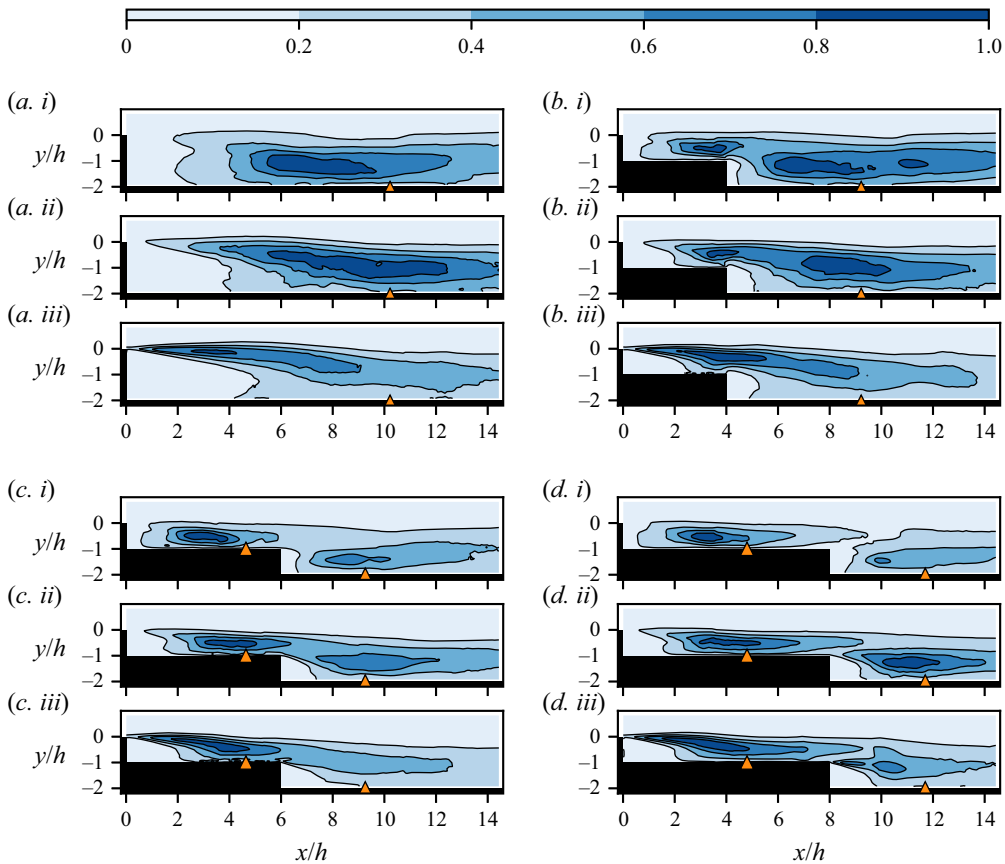 0 0.2 0.4 0.6 0.8 1.0
(a. i) (b. i)
y/h 0 0
–1 –1
–2 –2
(a. ii) (b. ii)
y/h 0 0
–1 –1
–2 –2
(a. iii) (b. iii)
y/h 0 0
–1 –1
–2 –2
0 2 4 6 8 10 12 14 0 2 4 6 8 10 12 14
(c. i) (d. i)
y/h 0 0
–1 –1
–2 –2
(c. ii) (d. ii)
y/h 0 0
–1 –1
–2 –2
(c. iii) (d. iii)
y/h 0 0
–1 –1
–2 –2
0 2 4 6 8 10 12 14 0 2 4 6 8 10 12 14
x/h x/h